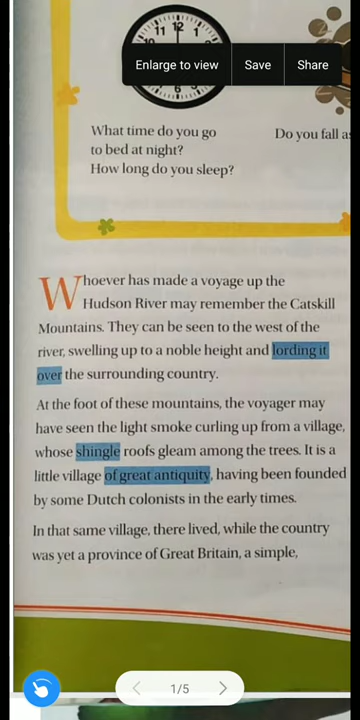 11 12 1
10
6
Enlarge to view Save Share
What time do you go
to bed at night?
How long do you sleep?
Do you fall as
Whoever has made a voyage up the
Hudson River may remember the Catskill
Mountains. They can be seen to the west of the
river, swelling up to a noble height and lording it
over the surrounding country.
At the foot of these mountains, the voyager may
have seen the light smoke curling up from a village,
whose shingle roofs gleam among the trees. It is a
little village of great antiquity, having been founded
by some Dutch colonists in the early times.
In that same village, there lived, while the country
was yet a province of Great Britain, a simple,
1/5